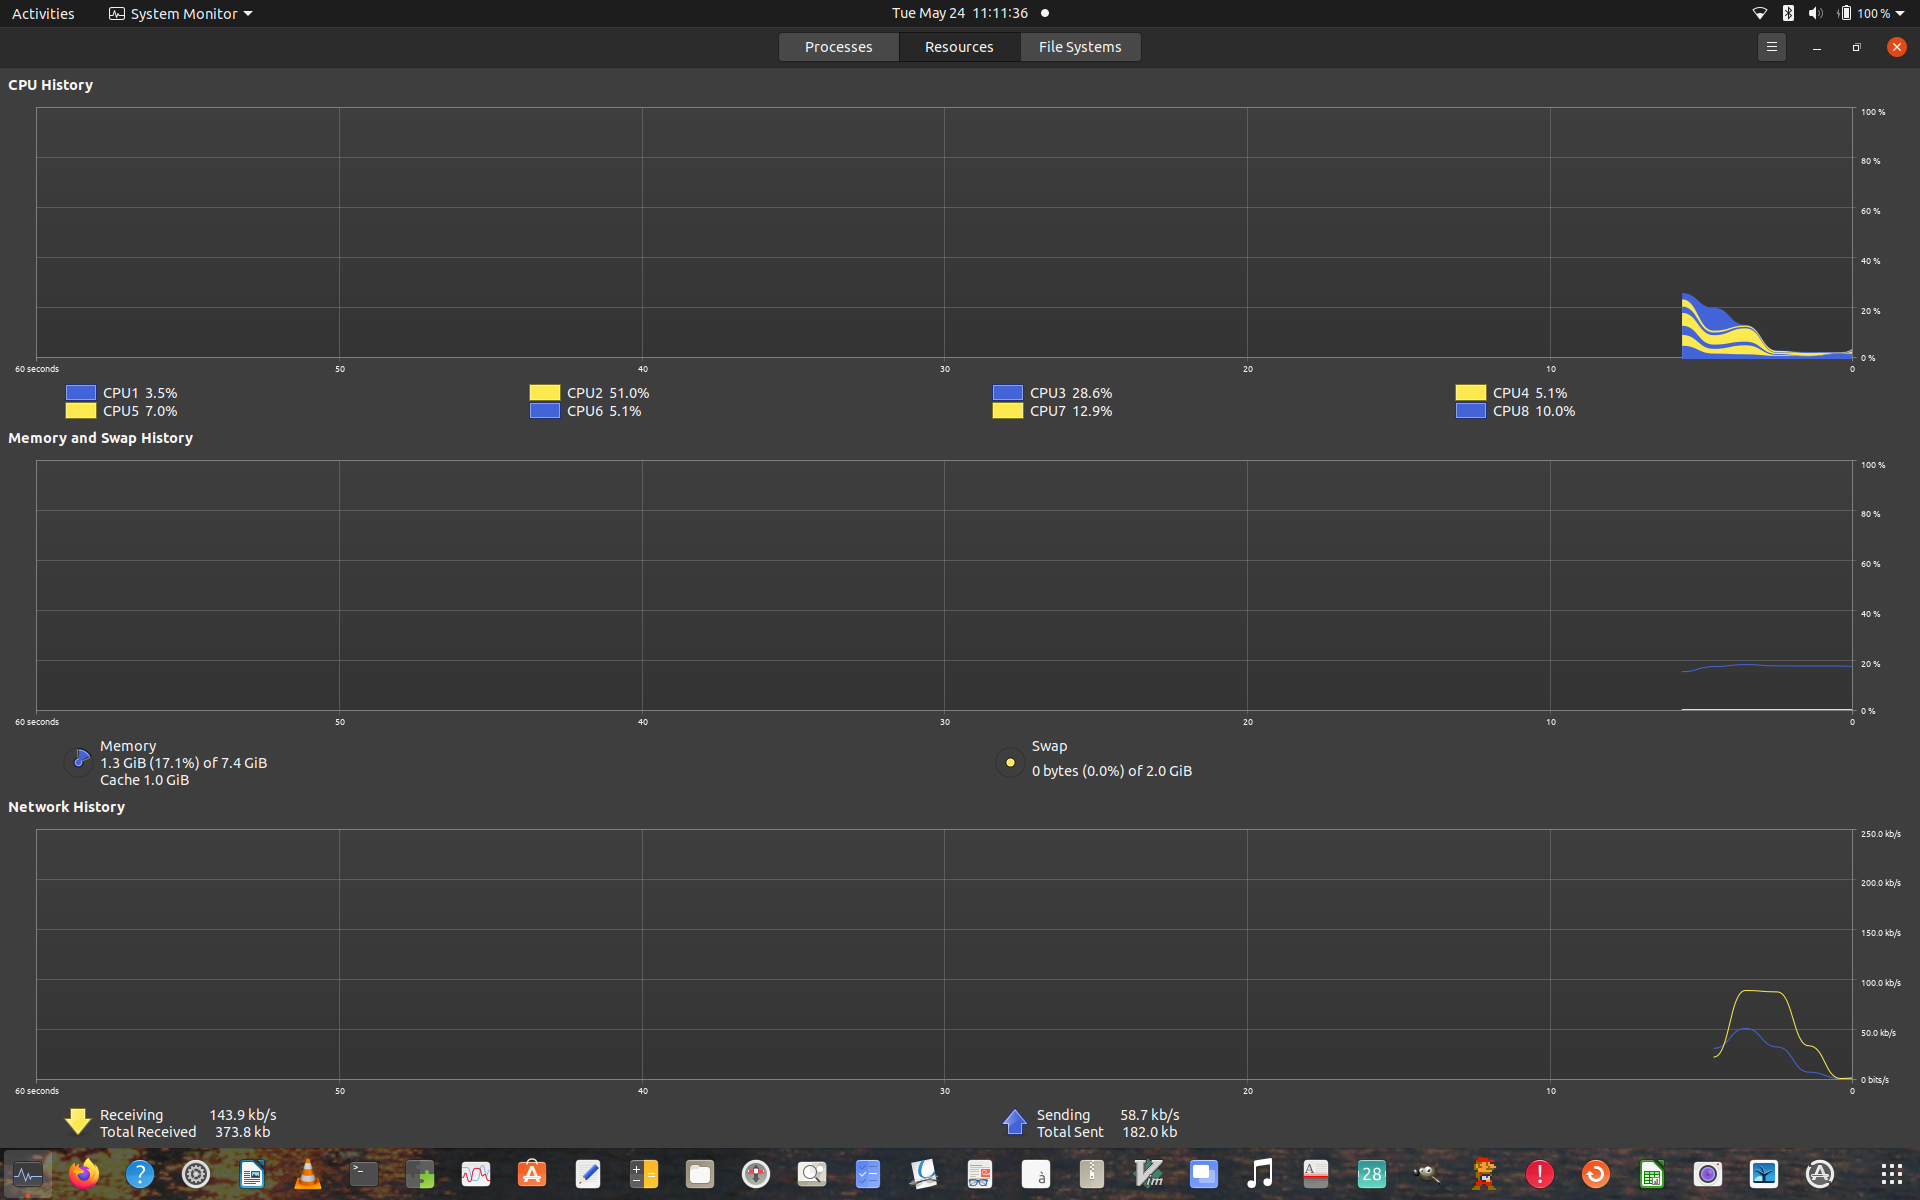 Activities System Monitor Tue May 24 11:11:36 100 %
Processes Resources File Systems
CPU History
100 %
80 %
60 %
40 %
20 %
0 %
60 seconds 50 40 30 20 10 0
CPU1 3.5% CPU2 51.0% CPU3 28.6% CPU4 5.1%
CPU5 7.0% CPU6 5.1% CPU7 12.9% CPU8 10.0%
Memory and Swap History
100 %
80 %
60 %
40 %
20 %
0 %
60 seconds 50 40 30 20 10 0
Memory
1.3 GiB (17.1%) of 7.4 GiB
Cache 1.0 GiB
Swap
0 bytes (0.0%) of 2.0 GiB
Network History
250.0 kb/s
200.0 kb/s
150.0 kb/s
100.0 kb/s
50.0 kb/s
0 bits/s
60 seconds 50 40 30 20 10 0
Receiving 143.9 kb/s
Total Received 373.8 kb
Sending 58.7 kb/s
Total Sent 182.0 kb
? >_ à Vim A 28 !